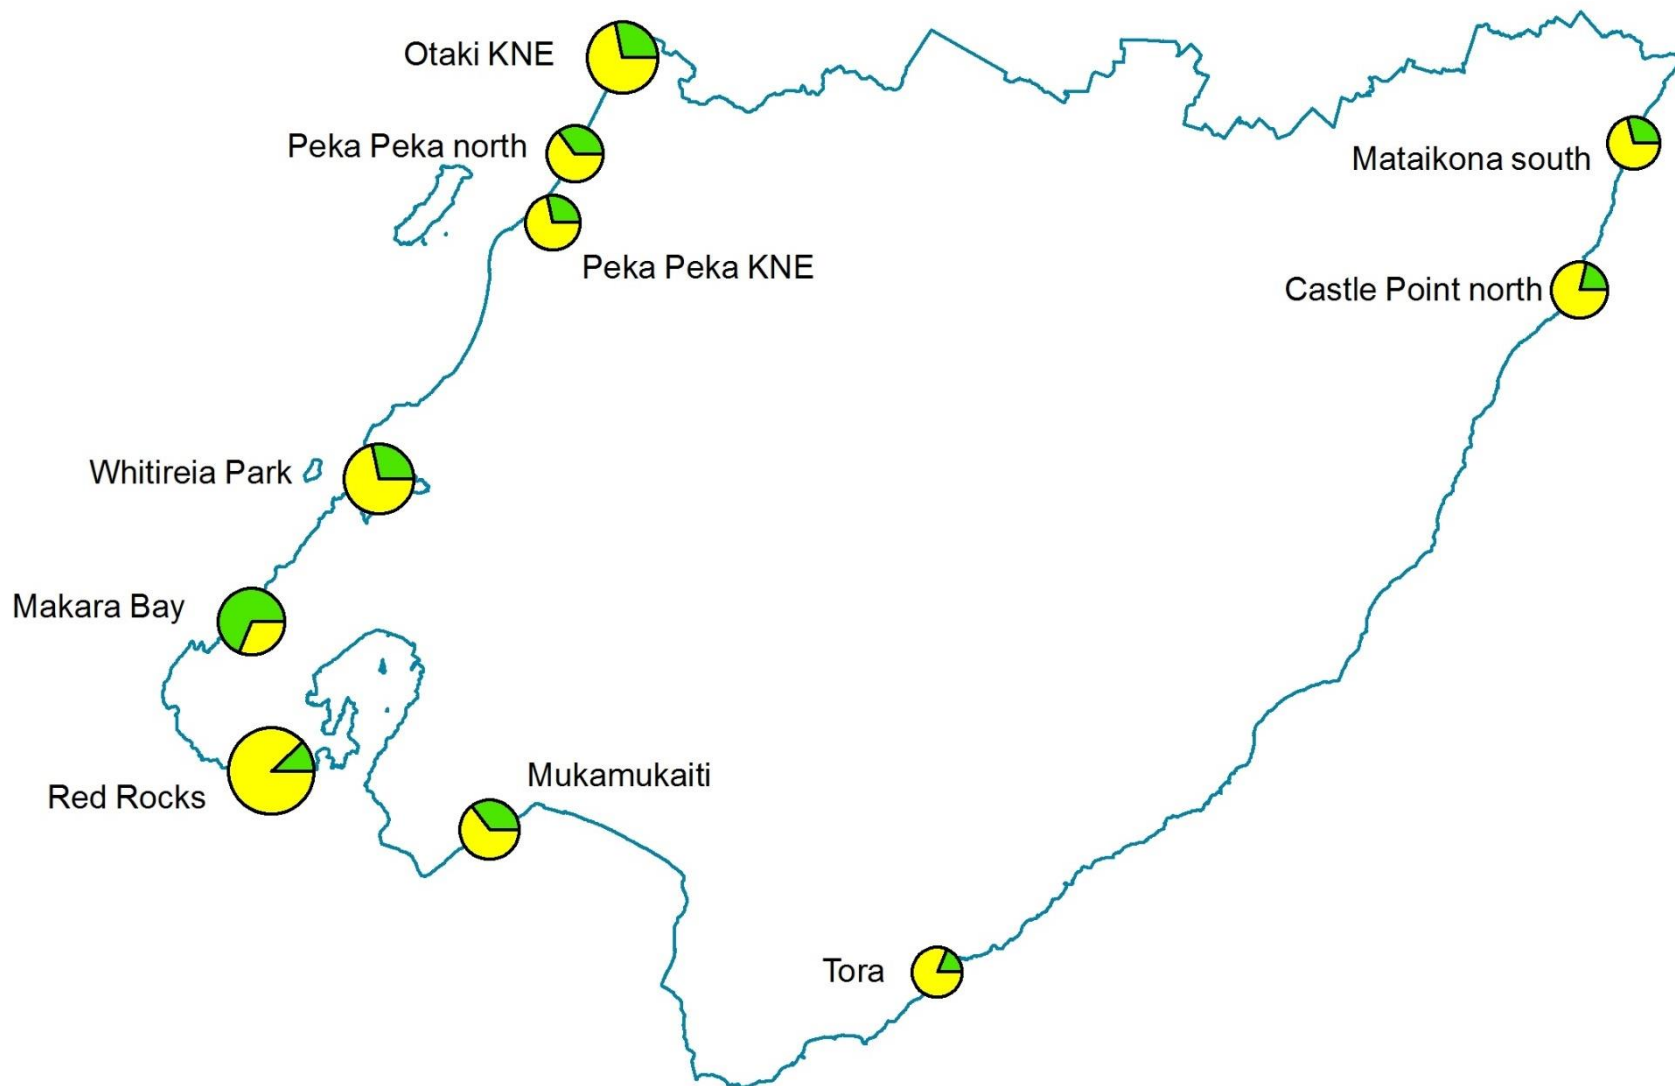 Otaki KNE
Peka Peka north
Mataikona south
Peka Peka KNE
Castle Point north
Whitireia Park
Makara Bay
Mukamukaiti
Red Rocks
Tora